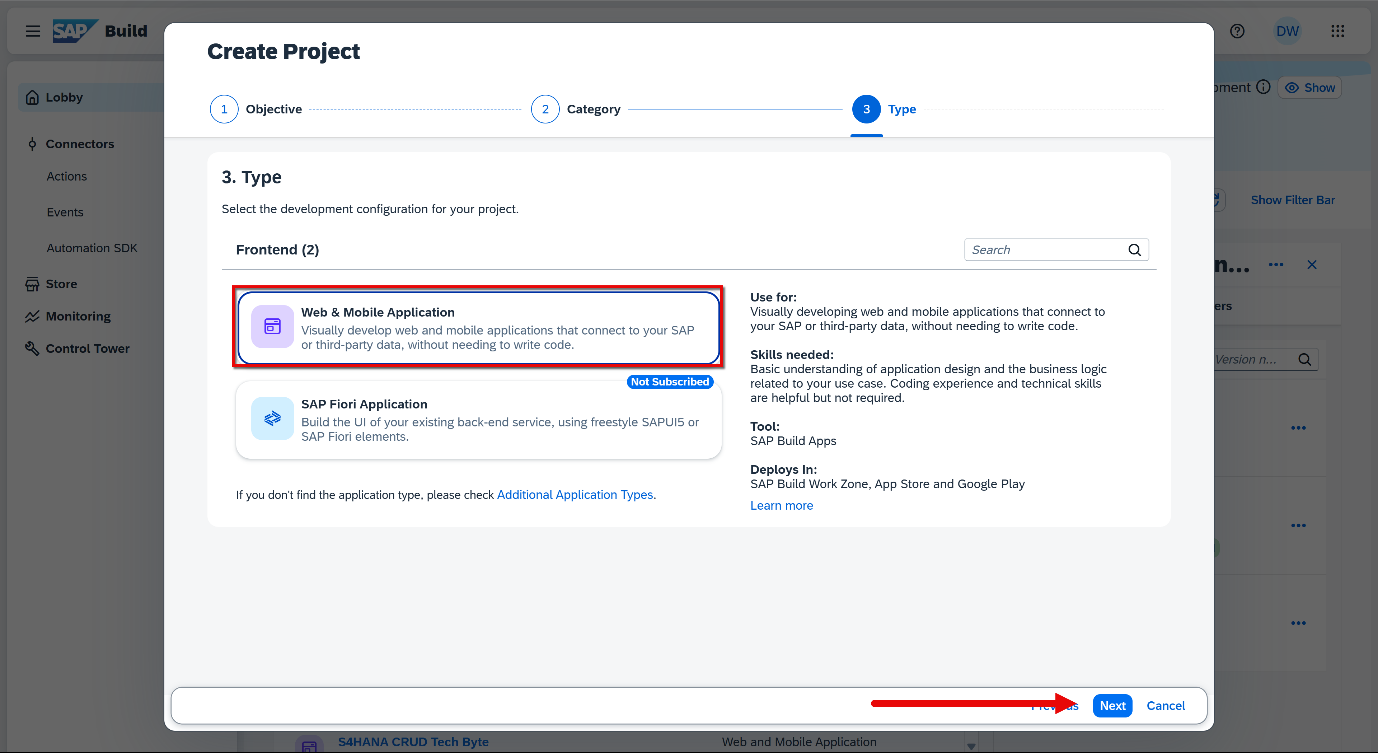 SAP Build
DW
Create Project
1 Objective
2 Category
3 Type
Lobby
Connectors
Actions
Events
Automation SDK
Store
Monitoring
Control Tower
Show
Show Filter Bar
3. Type
Select the development configuration for your project.
Frontend (2)
Search
Web & Mobile Application
Visually develop web and mobile applications that connect to your SAP
or third-party data, without needing to write code.
Not Subscribed
SAP Fiori Application
Build the UI of your existing back-end service, using freestyle SAPUI5 or
SAP Fiori elements.
If you don't find the application type, please check Additional Application Types.
Use for:
Visually developing web and mobile applications that connect to
your SAP or third-party data, without needing to write code.
Skills needed:
Basic understanding of application design and the business logic
related to your use case. Coding experience and technical skills
are helpful but not required.
Tool:
SAP Build Apps
Deploys In:
SAP Build Work Zone, App Store and Google Play
Learn more
Version n...
Next
Cancel
S4HANA CRUD Tech Byte
Web and Mobile Application